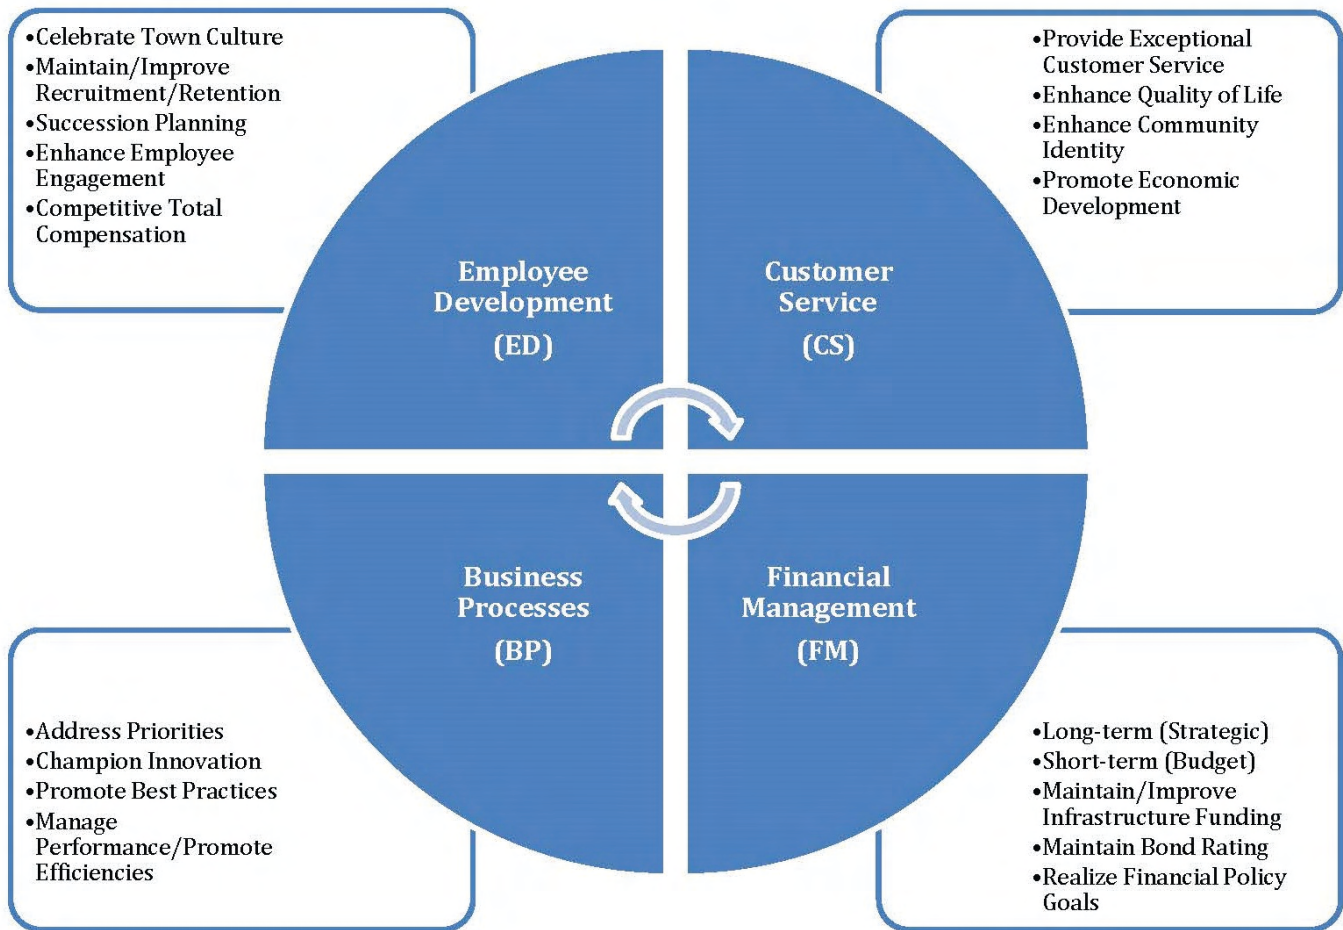 •Celebrate Town Culture
•Maintain/Improve
Recruitment/Retention
•Succession Planning
•Enhance Employee
Engagement
•Competitive Total
Compensation
•Provide Exceptional
Customer Service
•Enhance Quality of Life
•Enhance Community
Identity
•Promote Economic
Development
Employee
Development
(ED)
Customer
Service
(CS)
Business
Processes
(BP)
Financial
Management
(FM)
•Address Priorities
•Champion Innovation
•Promote Best Practices
•Manage
Performance/Promote
Efficiencies
•Long-term (Strategic)
•Short-term (Budget)
•Maintain/Improve
Infrastructure Funding
•Maintain Bond Rating
•Realize Financial Policy
Goals